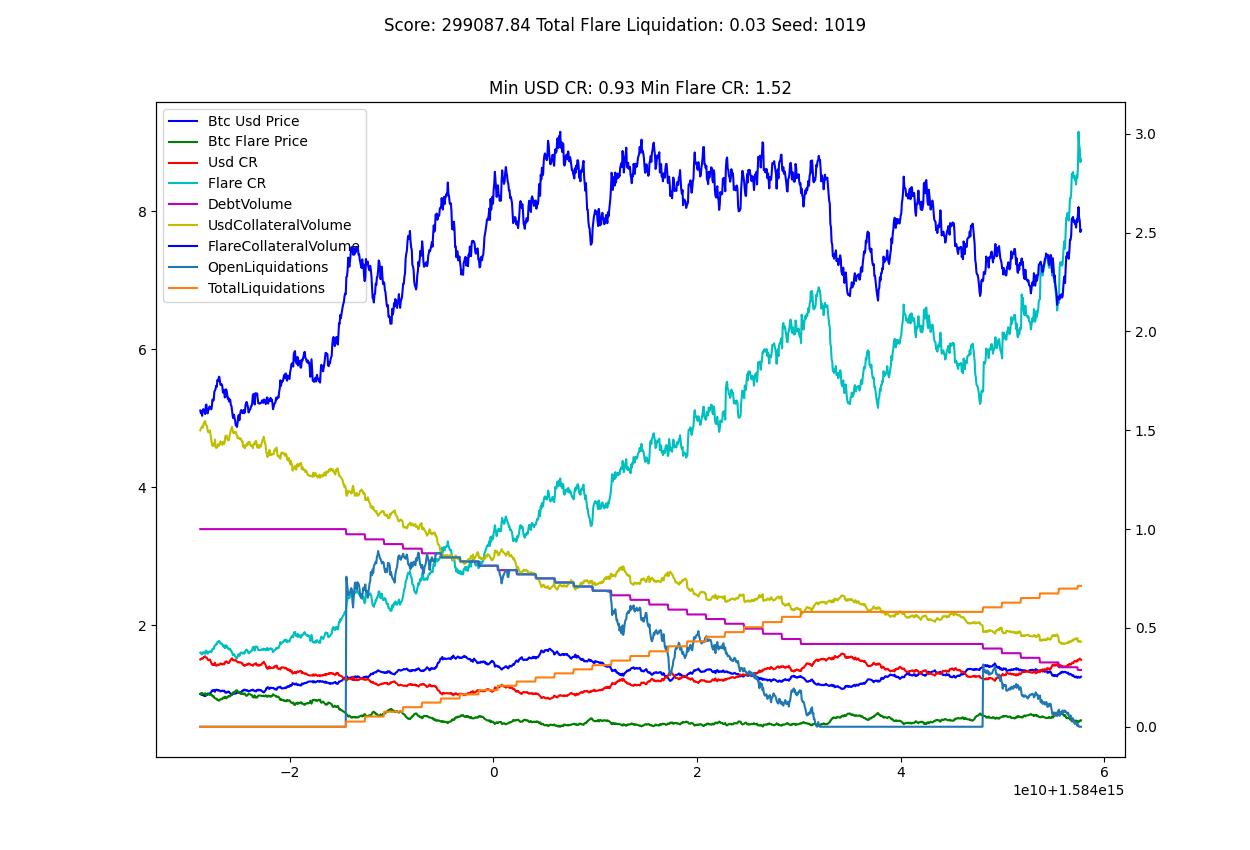 Score: 299087.84 Total Flare Liquidation: 0.03 Seed: 1019
Min USD CR: 0.93 Min Flare CR: 1.52
Btc Usd Price
Btc Flare Price
Usd CR
Flare CR
DebtVolume
UsdCollateralVolume
FlareCollateralVolume
OpenLiquidations
TotalLiquidations
8
6
4
2
3.0
2.5
2.0
1.5
1.0
0.5
0.0
−2 0 2 4 6
1e10+1.584e15